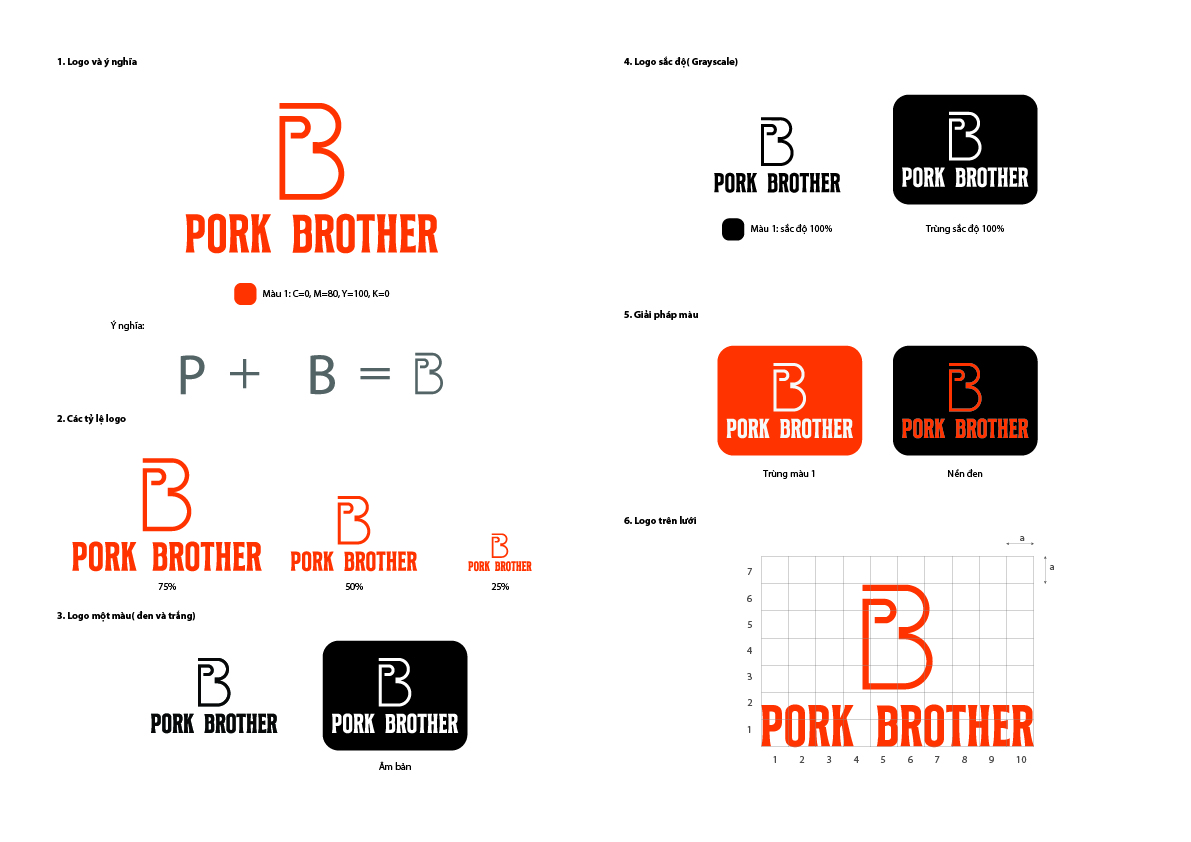 1. Logo và ý nghĩa
PORK BROTHER
Màu 1: C=0, M=80, Y=100, K=0
Ý nghĩa:
P + B = B
2. Các tỷ lệ logo
PORK BROTHER
75%
PORK BROTHER
50%
PORK BROTHER
25%
3. Logo một màu( đen và trắng)
PORK BROTHER
PORK BROTHER
Âm bản
4. Logo sắc độ( Grayscale)
PORK BROTHER
Màu 1: sắc độ 100%
PORK BROTHER
Trùng sắc độ 100%
5. Giải pháp màu
PORK BROTHER
Trùng màu 1
PORK BROTHER
Nền đen
6. Logo trên lưới
a
a
7
6
5
4
3
2
1
PORK BROTHER
1 2 3 4 5 6 7 8 9 10